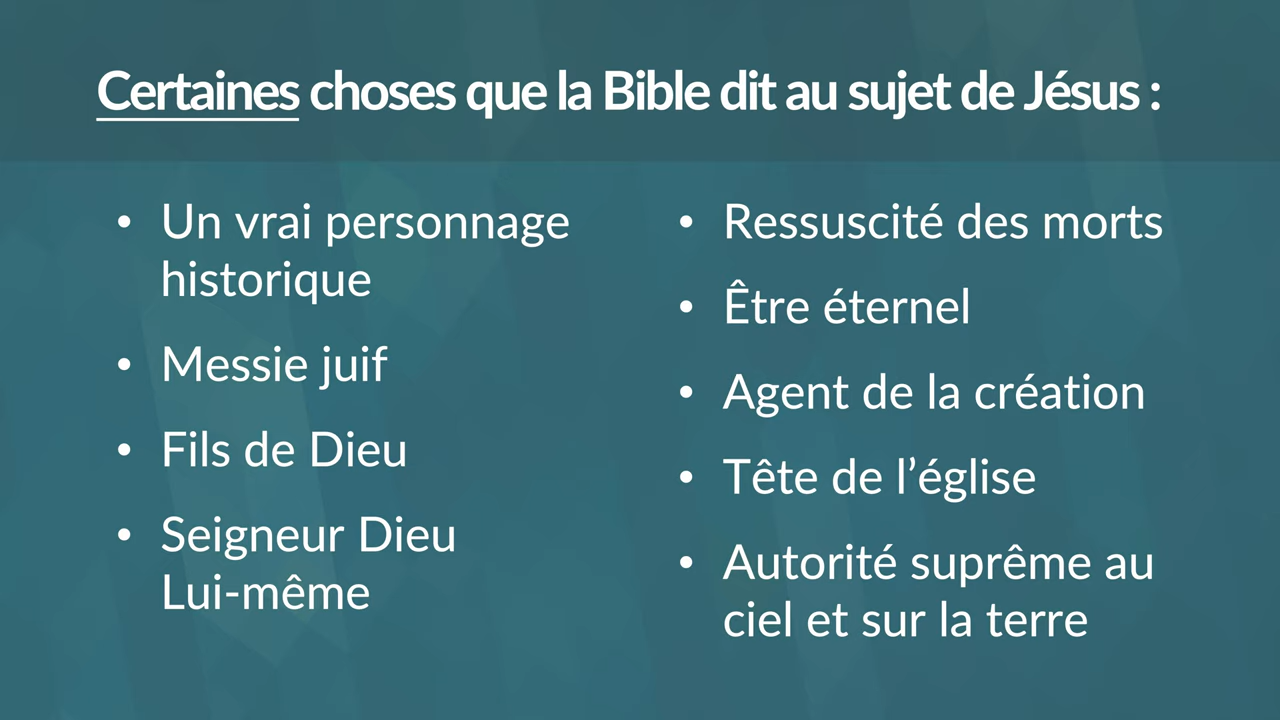 Certaines choses que la Bible dit au sujet de Jésus :
• Un vrai personnage
historique
• Messie juif
• Fils de Dieu
• Seigneur Dieu
Lui-même
• Ressuscité des morts
• Être éternel
• Agent de la création
• Tête de l’église
• Autorité suprême au
ciel et sur la terre